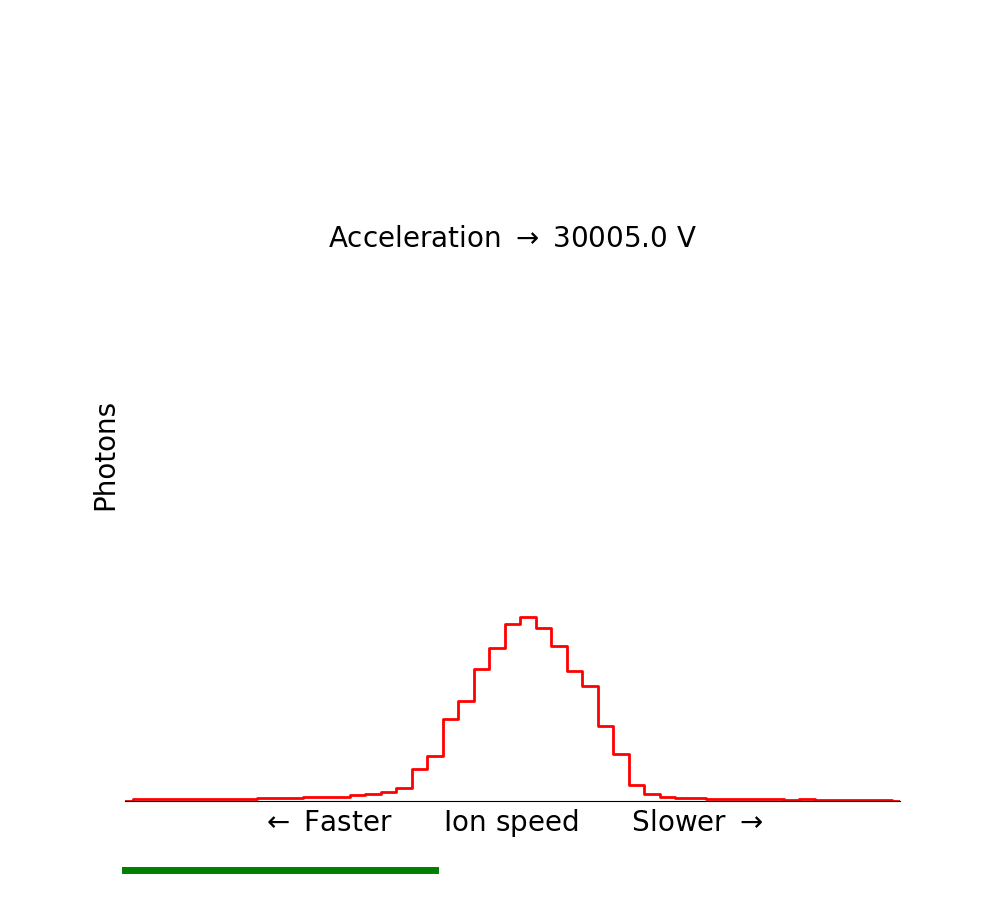 Acceleration → 30005.0 V
Photons
← Faster Ion speed Slower →